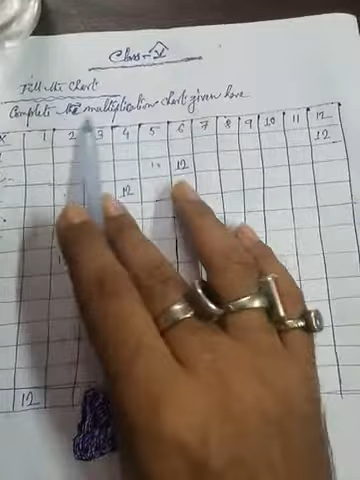 Class - V
Fill the Chart
Complete the multiplication chart given here
X 1 2 3 4 5 6 7 8 9 10 11 12
12
12
12
12